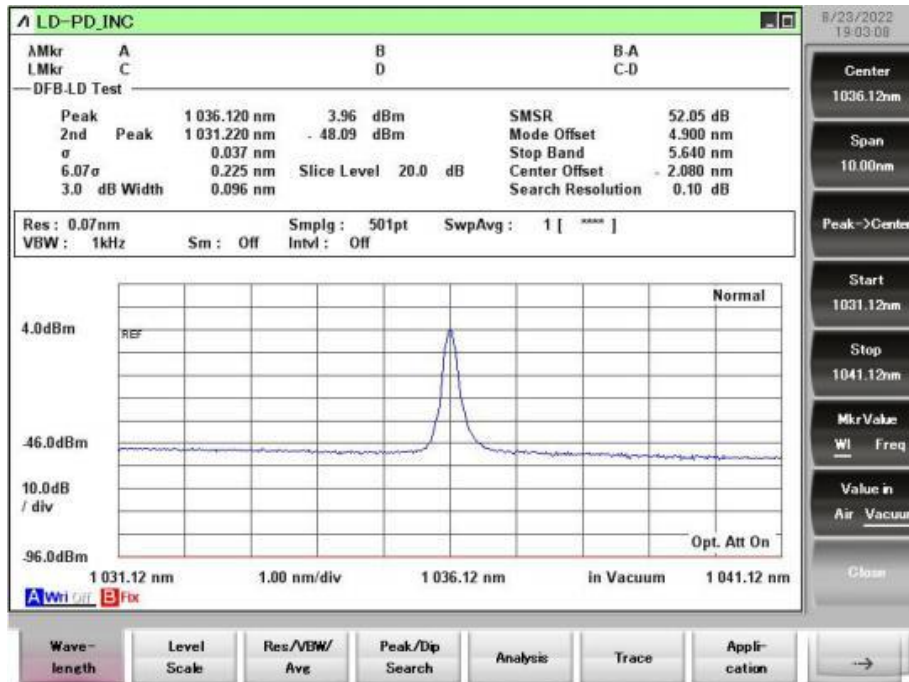 LD-PD_INC
8/23/2022
19:03:08
λMkr A B B-A
LMkr C D C-D
DFB-LD Test
Peak 1 036.120 nm 3.96 dBm SMSR 52.05 dB
2nd Peak 1 031.220 nm - 48.09 dBm Mode Offset 4.900 nm
σ 0.037 nm Stop Band 5.640 nm
6.07σ 0.225 nm Slice Level 20.0 dB Center Offset - 2.080 nm
3.0 dB Width 0.096 nm Search Resolution 0.10 dB
Res : 0.07nm Smplg : 501pt SwpAvg : 1 [ **** ]
VBW : 1kHz Sm : Off Intvl : Off
Normal
4.0dBm
REF
-46.0dBm
10.0dB
/ div
Opt. Att On
-96.0dBm
1 031.12 nm 1.00 nm/div 1 036.12 nm in Vacuum 1 041.12 nm
A Wri Off B Fix
Center
1036.12nm
Span
10.00nm
Peak->Center
Start
1031.12nm
Stop
1041.12nm
MkrValue
Wl Freq
Value in
Air Vacuu
Close
Wave-
length
Level
Scale
Res/VBW/
Avg
Peak/Dip
Search
Analysis
Trace
Appli-
cation